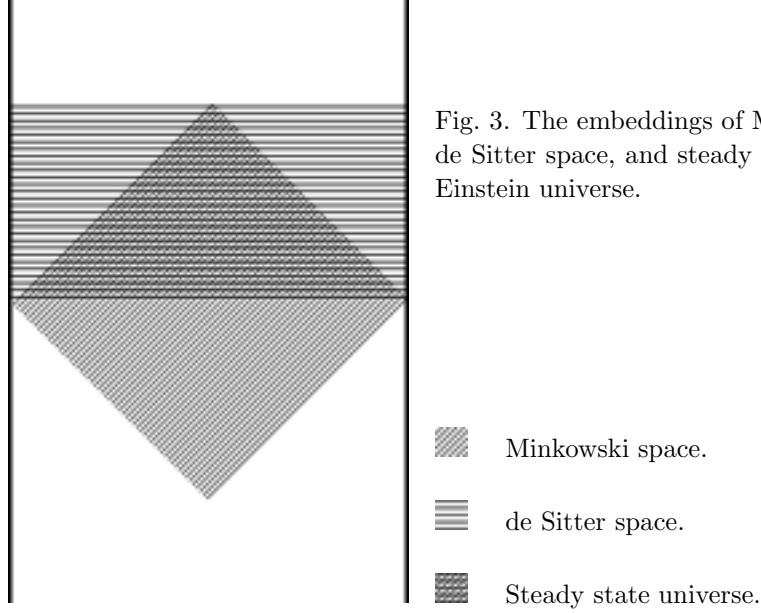 Fig. 3. The embeddings of
de Sitter space, and steady
Einstein universe.
Minkowski space.
de Sitter space.
Steady state universe.